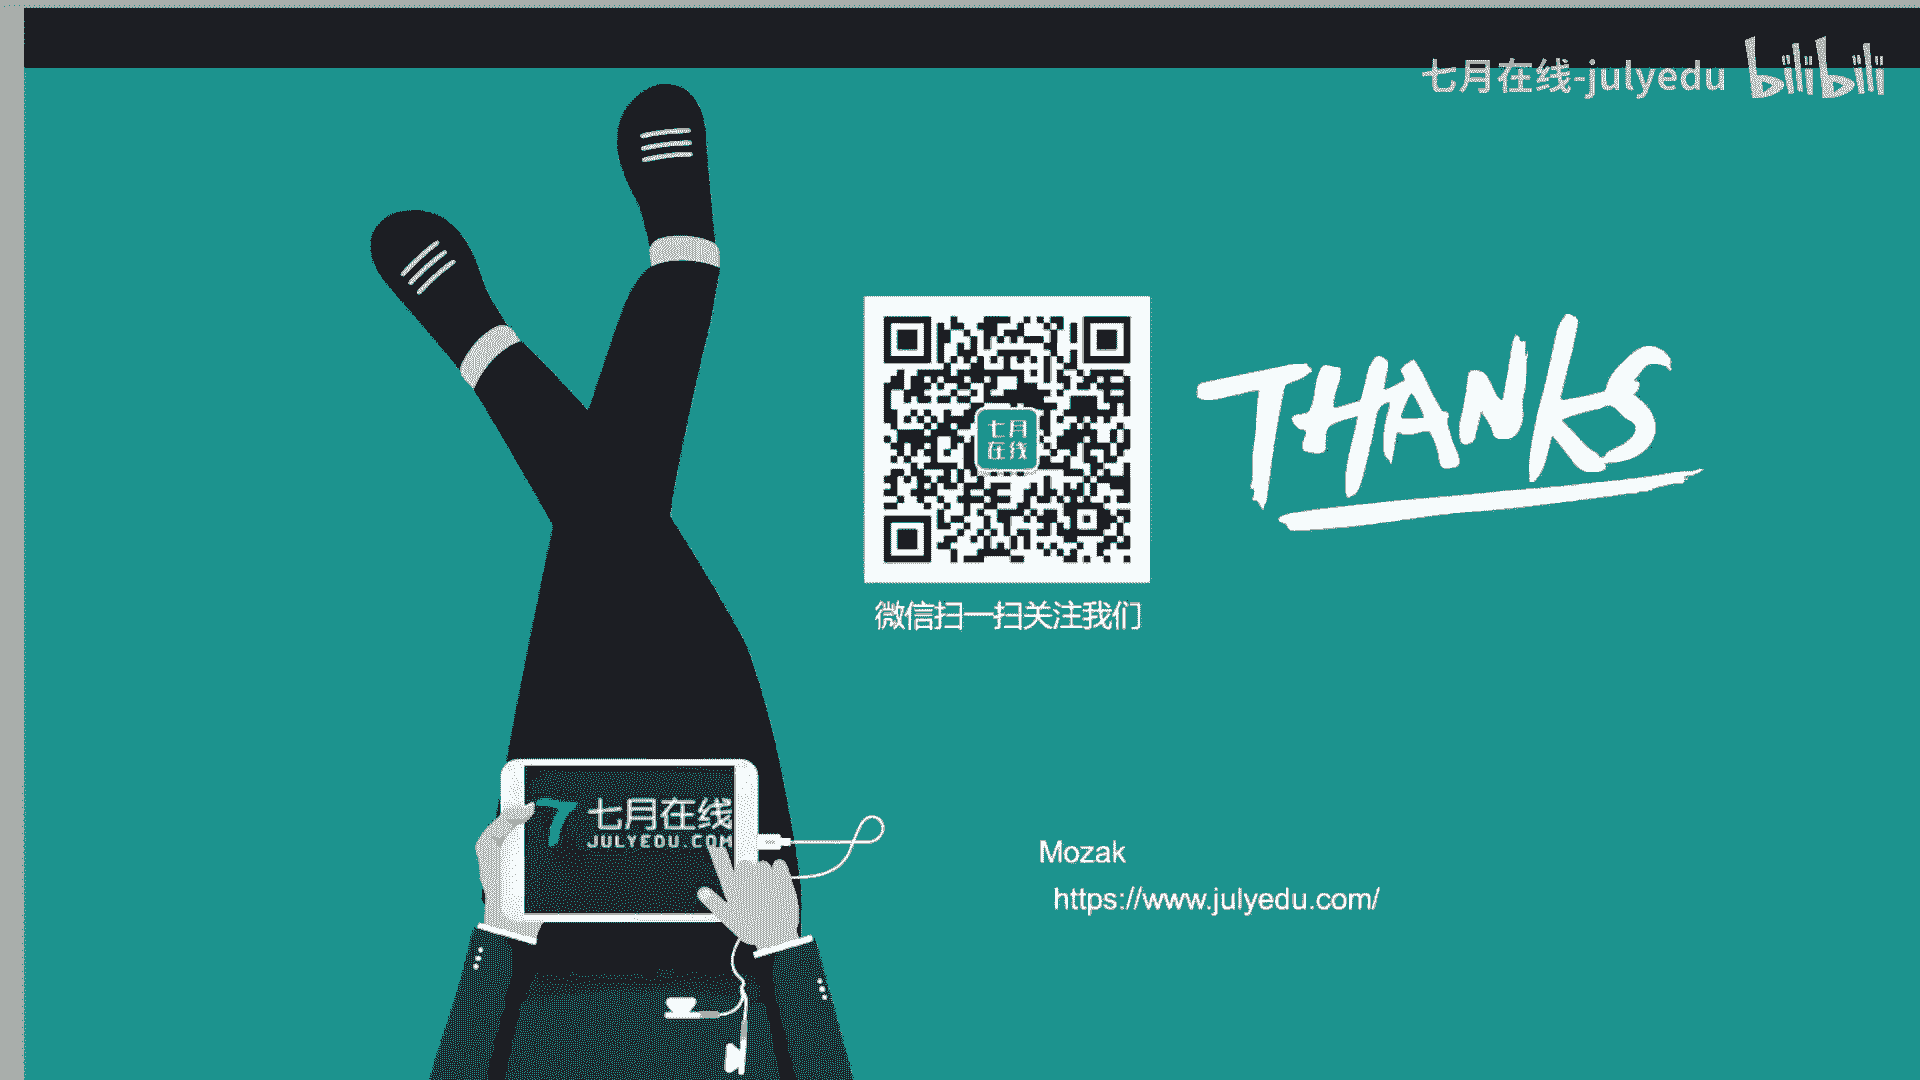 七月在线-julyedu bilibili
THANKS
七月
在线
微信扫一扫关注我们
7 七月在线
JULYEDU.COM
Mozak
https://www.julyedu.com/